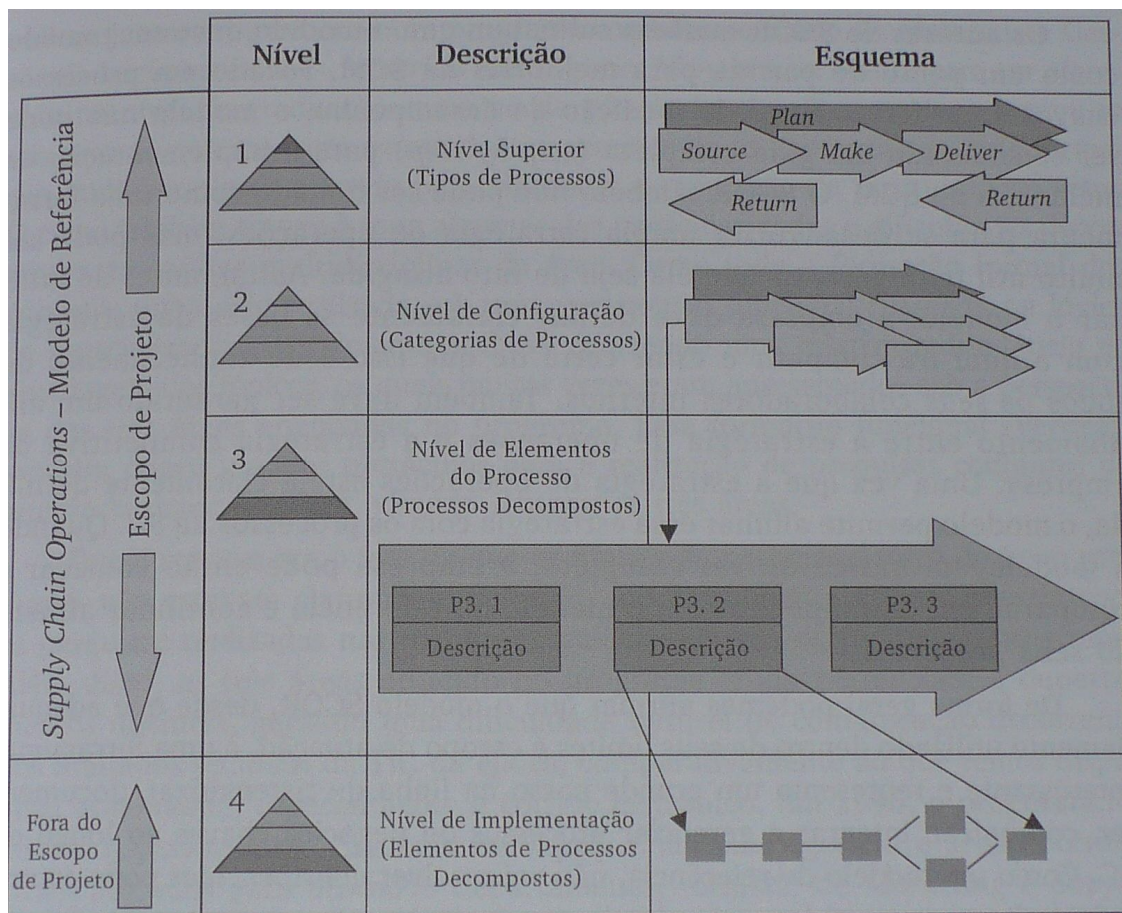 Nível
Descrição
Esquema
Supply Chain Operations – Modelo de Referência
Escopo de Projeto
1
Nível Superior
(Tipos de Processos)
Plan
Source
Make
Deliver
Return
Return
2
Nível de Configuração
(Categorias de Processos)
3
Nível de Elementos
do Processo
(Processos Decompostos)
P3. 1
Descrição
P3. 2
Descrição
P3. 3
Descrição
Fora do
Escopo
de Projeto
4
Nível de Implementação
(Elementos de Processos
Decompostos)